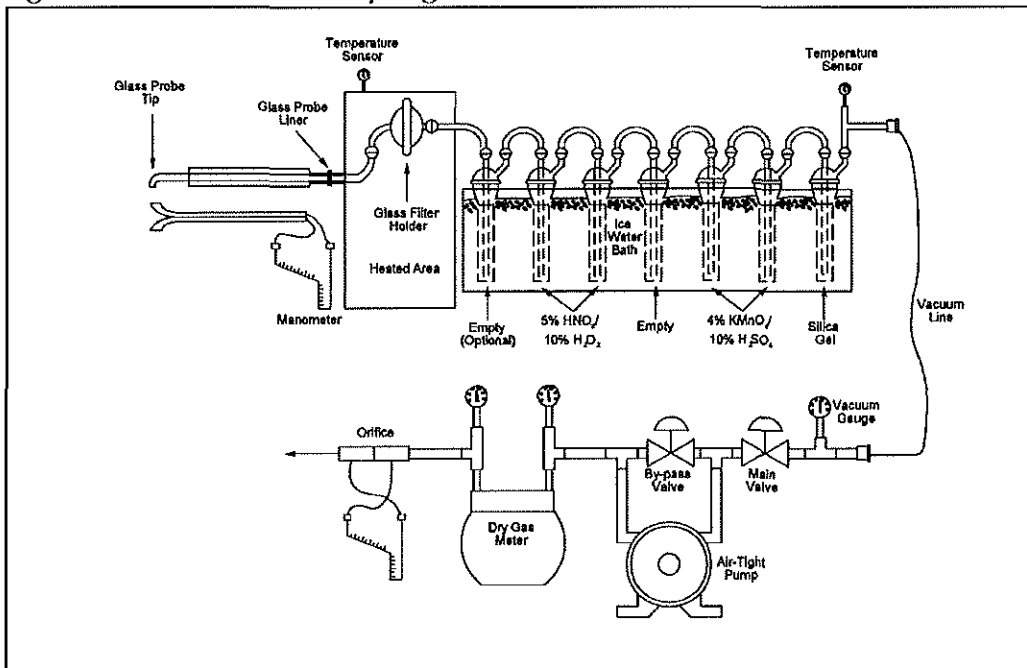 Temperature
Sensor
Temperature
Sensor
Glass Probe
Tip
Glass Probe
Liner
Glass Filter
Holder
Heated Area
Ice
Water
Bath
Manometer
Empty
(Optional)
5% HNO₃/
10% H₂O₂
Empty
4% KMnO₄/
10% H₂SO₄
Silica
Gel
Vacuum
Line
Vacuum
Gauge
Orifice
By-pass
Valve
Main
Valve
Dry Gas
Meter
Air-Tight
Pump